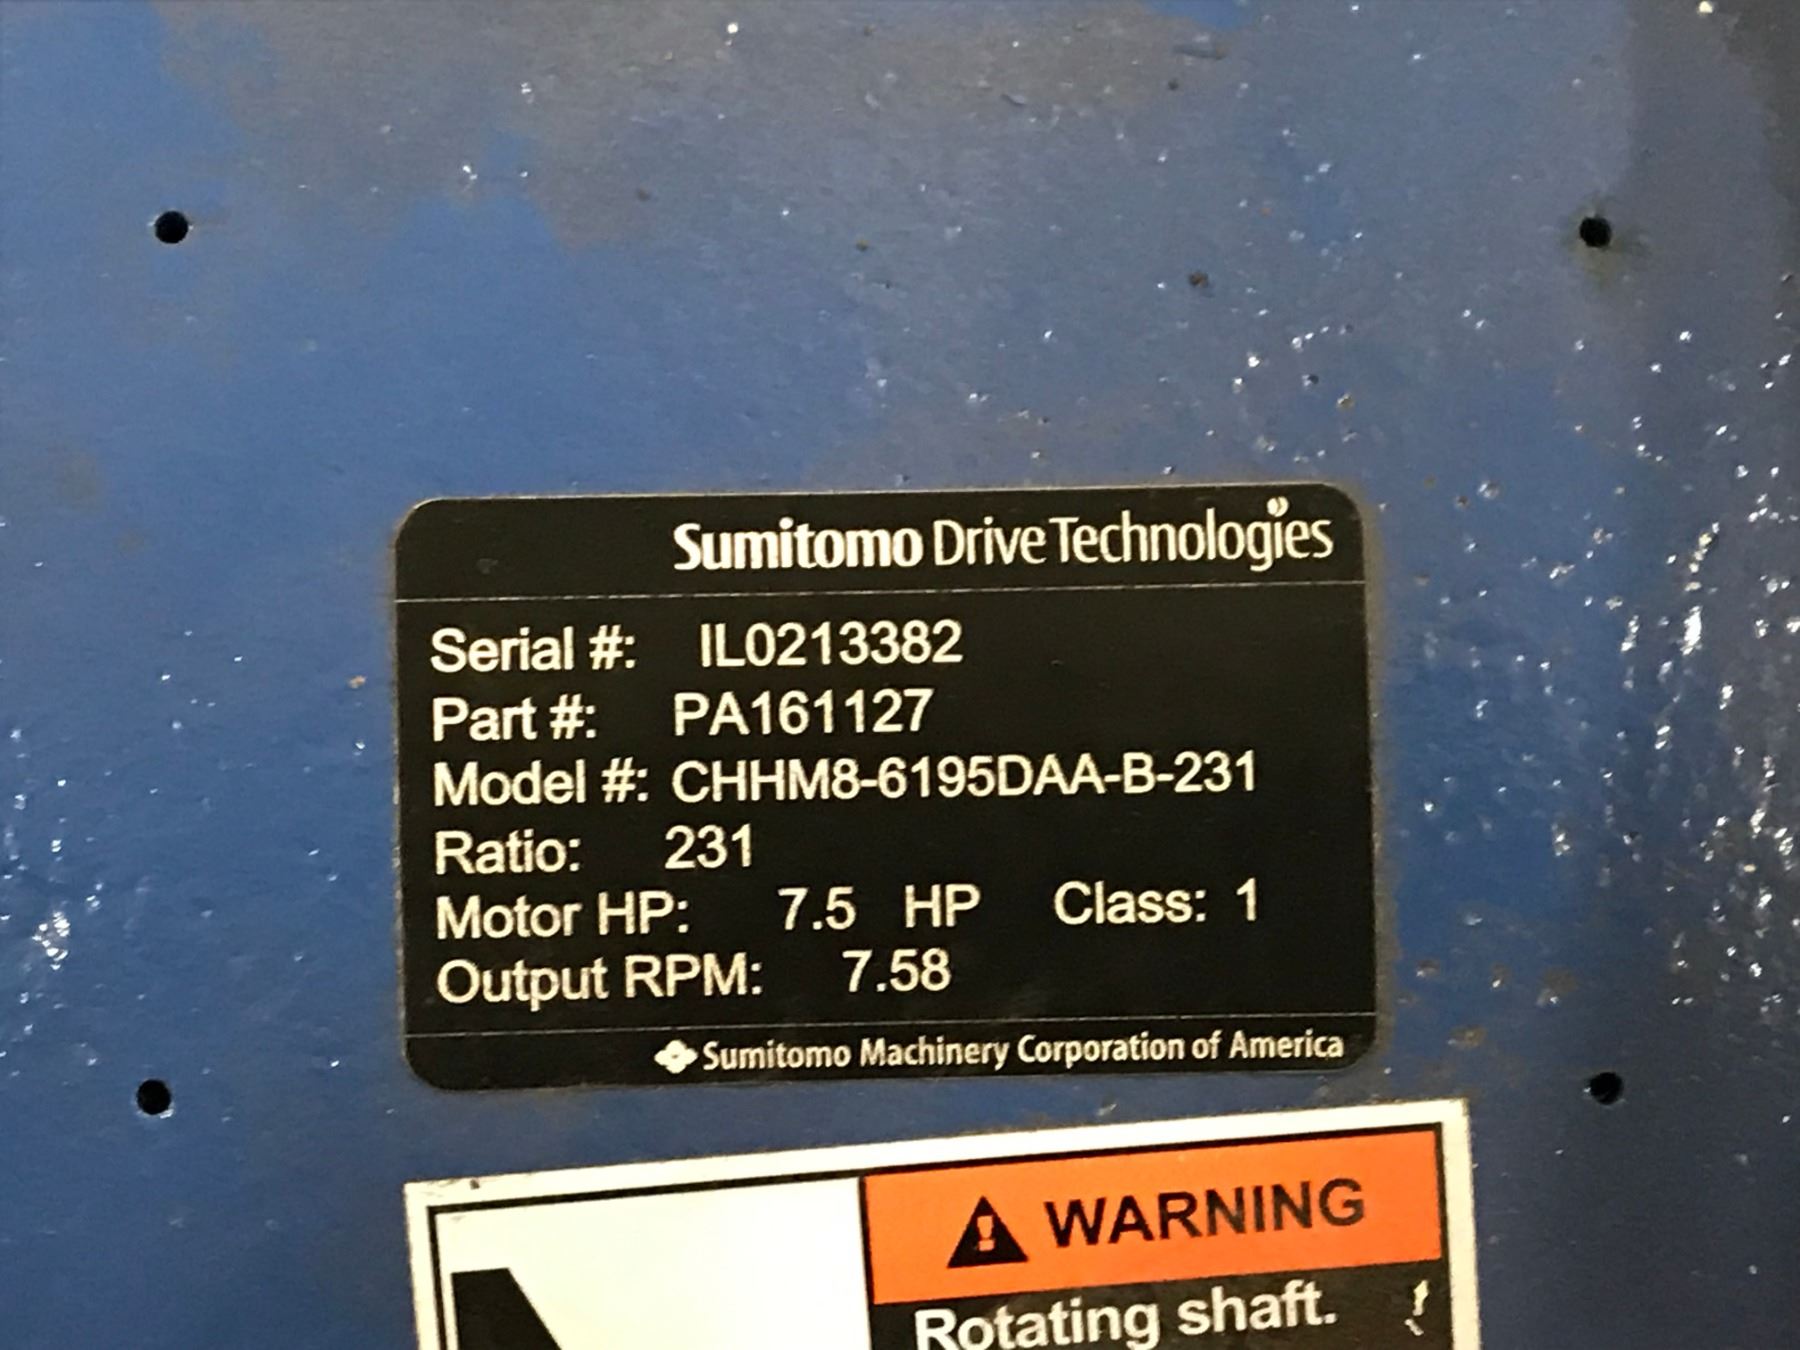 Sumitomo Drive Technologies
Serial #: IL0213382
Part #: PA161127
Model #: CHHM8-6195DAA-B-231
Ratio: 231
Motor HP: 7.5 HP Class: 1
Output RPM: 7.58
Sumitomo Machinery Corporation of America
WARNING
Rotating shaft.